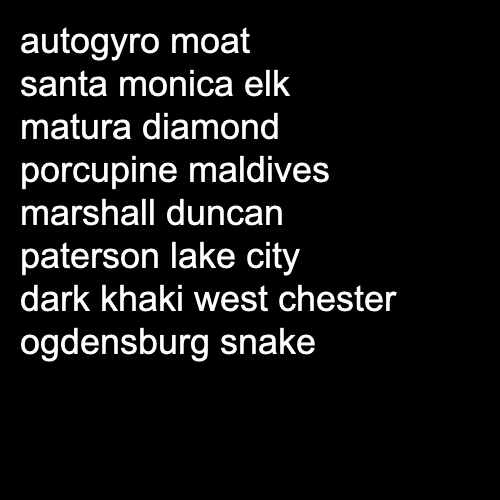 autogyro moat
santa monica elk
matura diamond
porcupine maldives
marshall duncan
paterson lake city
dark khaki west chester
ogdensburg snake